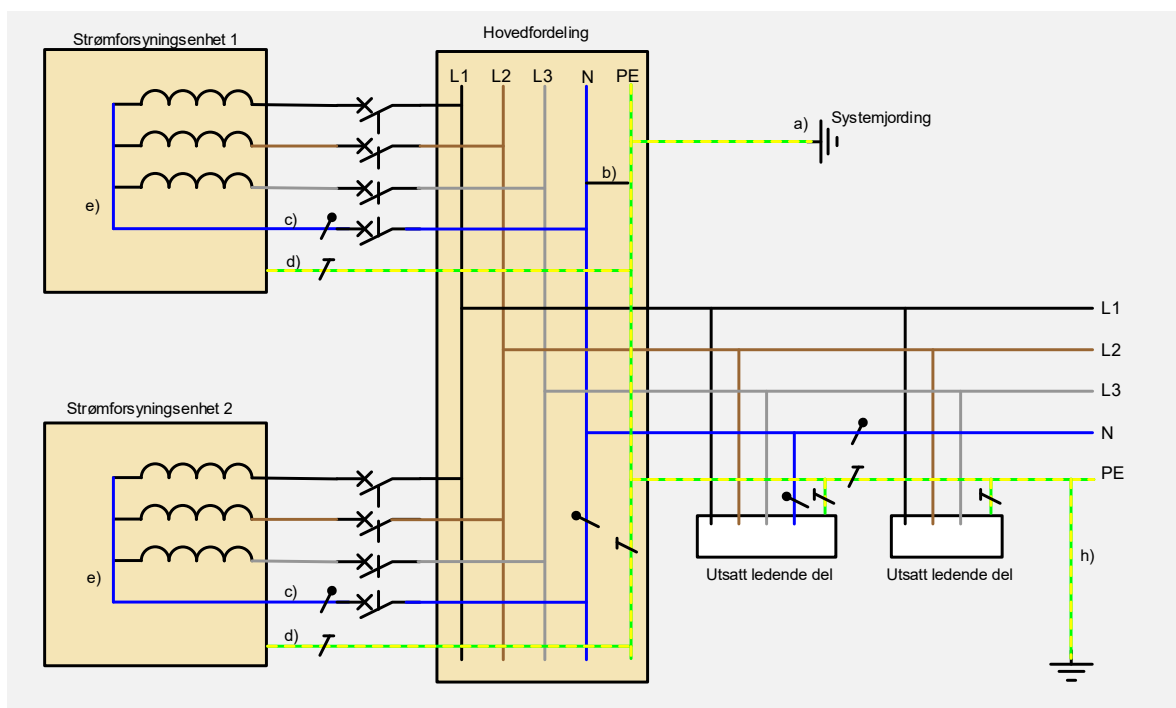 Strømforsyningsenhet 1
Hovedfordeling
L1 L2 L3 N PE
a)
Systemjording
b)
e)
c)
d)
L1
L2
L3
N
PE
Strømforsyningsenhet 2
e)
c)
d)
Utsatt ledende del
Utsatt ledende del
h)